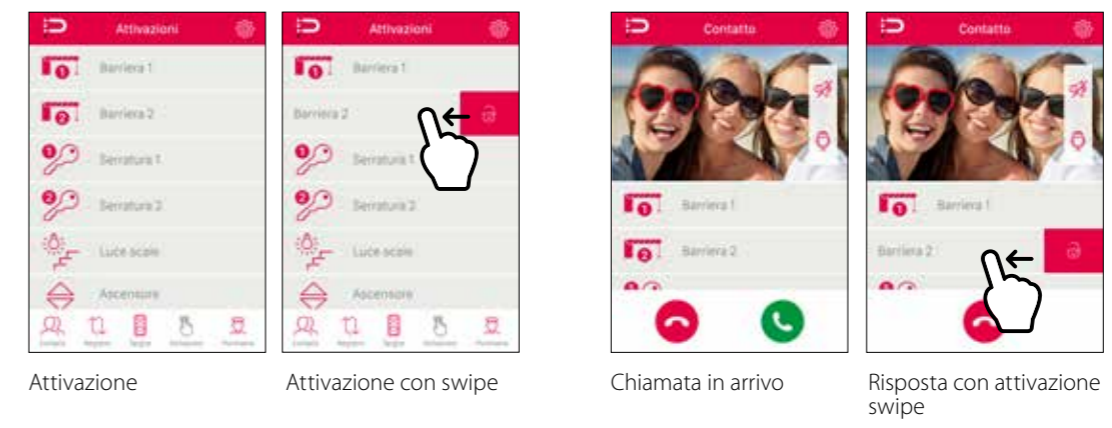 Attivazioni
Barriera 1
Barriera 2
Serratura 1
Serratura 2
Luce scale
Ascensore
Attivazione
Attivazioni
Barriera 1
Barriera 2
Serratura 1
Serratura 2
Luce scale
Ascensore
Attivazione con swipe
Contatto
Barriera 1
Barriera 2
Chiamata in arrivo
Contatto
Barriera 1
Barriera 2
Risposta con attivazione
swipe